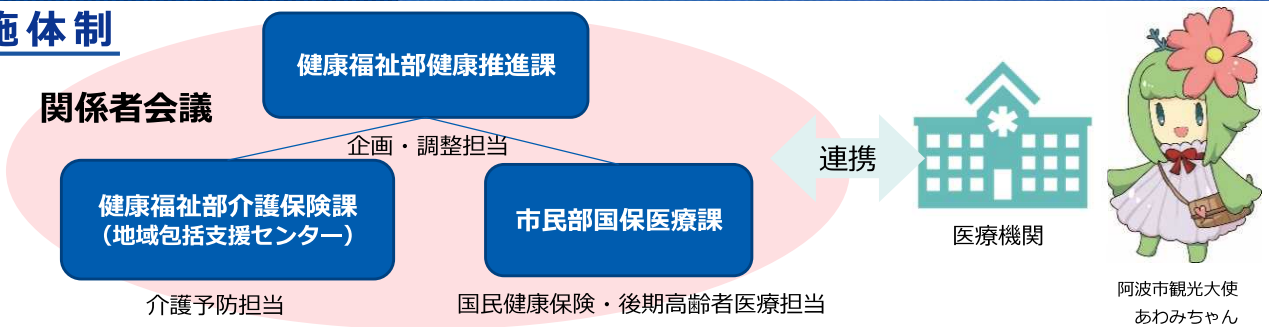 施体制
健康福祉部健康推進課
関係者会議
企画・調整担当
連携
健康福祉部介護保険課
（地域包括支援センター）
市民部国保医療課
医療機関
介護予防担当
国民健康保険・後期高齢者医療担当
阿波市観光大使
あわみちゃん